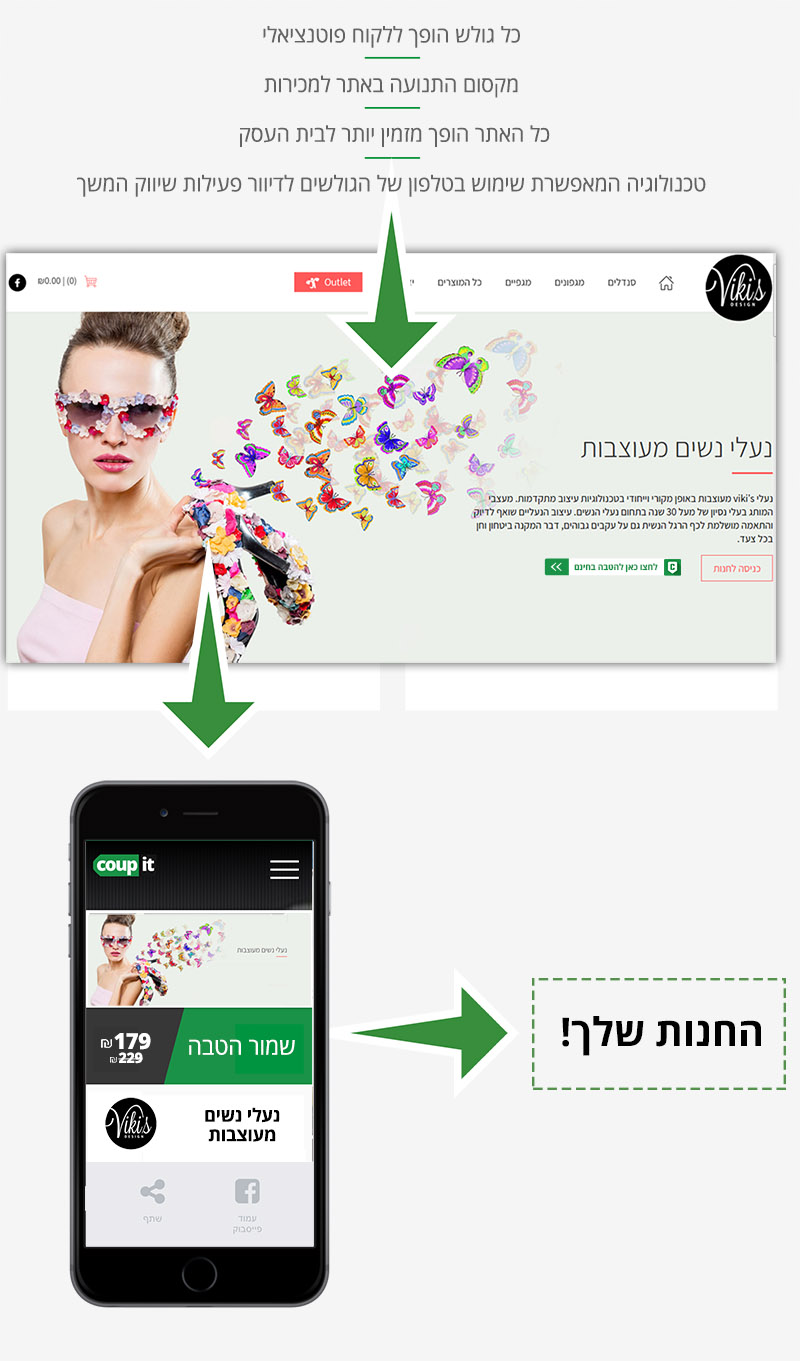 כל גולש הופך ללקוח פוטנציאלי
מקסום התנועה באתר למכירות
כל האתר הופך מזמין יותר לבית העסק
טכנולוגיה המאפשרת שימוש בטלפון של הגולשים לדיוור פעילות שיווק המשך
Viki's
DESIGN
סנדלים
מגפונים
מגפיים
כל המוצרים
Outlet
₪0.00 | (0)
נעלי נשים מעוצבות
נעלי viki's מעוצבות באופן מקורי וייחודי בטכנולוגיות עיצוב מתקדמות. מעצבי
המותג בעלי נסיון של מעל 30 שנה בתחום נעלי הנשים. עיצוב הנעליים שואף לדיוק
והתאמה מושלמת לכף הרגל הנשית גם על עקבים גבוהים, דבר המקנה ביטחון וחן
בכל צעד.
כניסה לחנות
לחצו כאן להטבה בחינם
coup it
נעלי נשים מעוצבות
שמור הטבה
₪179
₪229
נעלי נשים
מעוצבות
Viki's
DESIGN
עמוד
פייסבוק
שתף
החנות שלך!